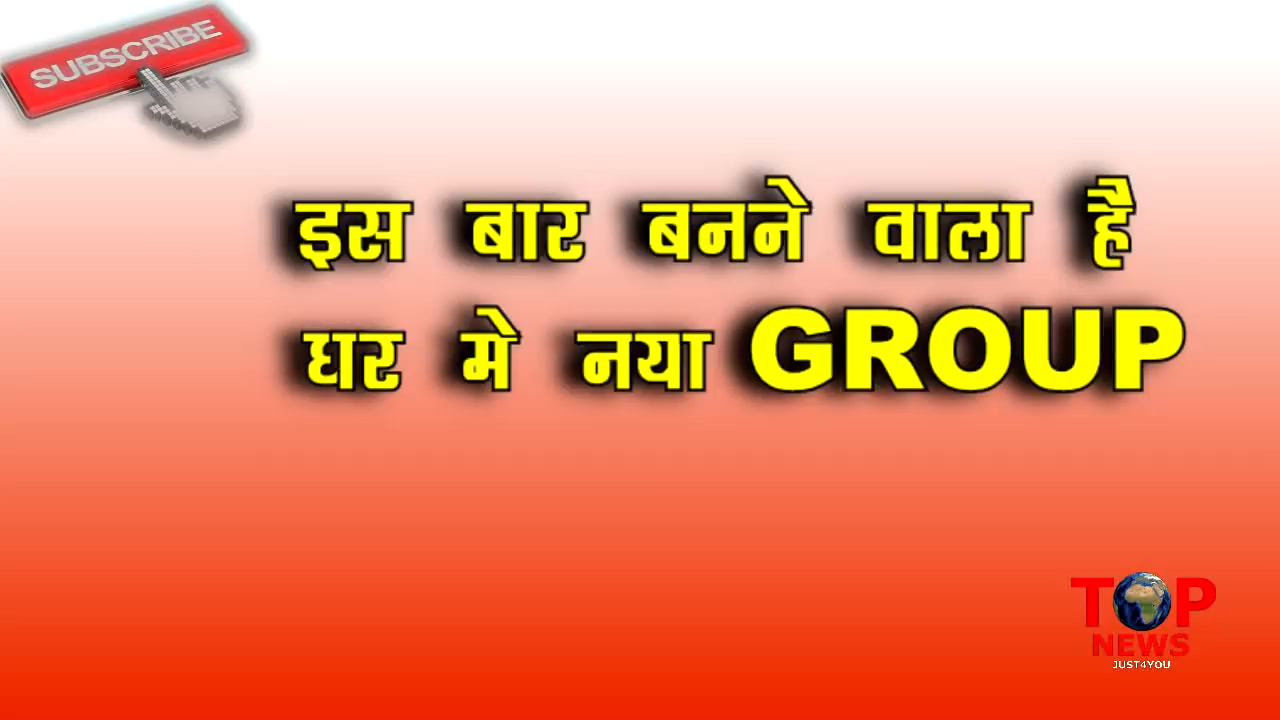 SUBSCRIBE
इस बार बनने वाला है
घर मे नया GROUP
TOP
NEWS
JUST4YOU